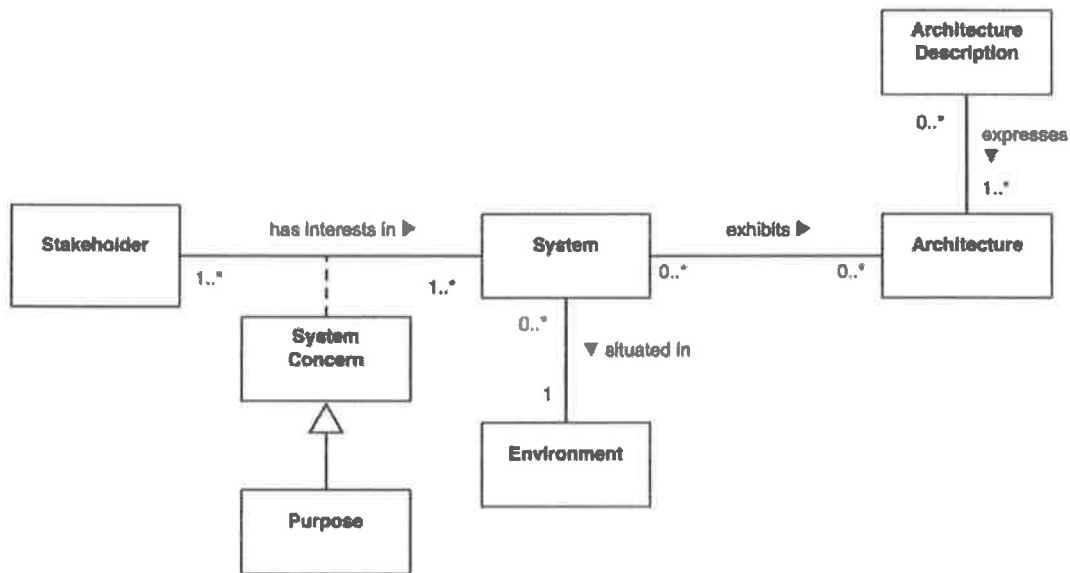 Architecture
Description
0..*
expresses
▼
1..*
Stakeholder
has interests in ▶
System
exhibits ▶
Architecture
1..*
1..*
0..*
0..*
System
Concern
0..*
▼ situated in
1
Environment
Purpose